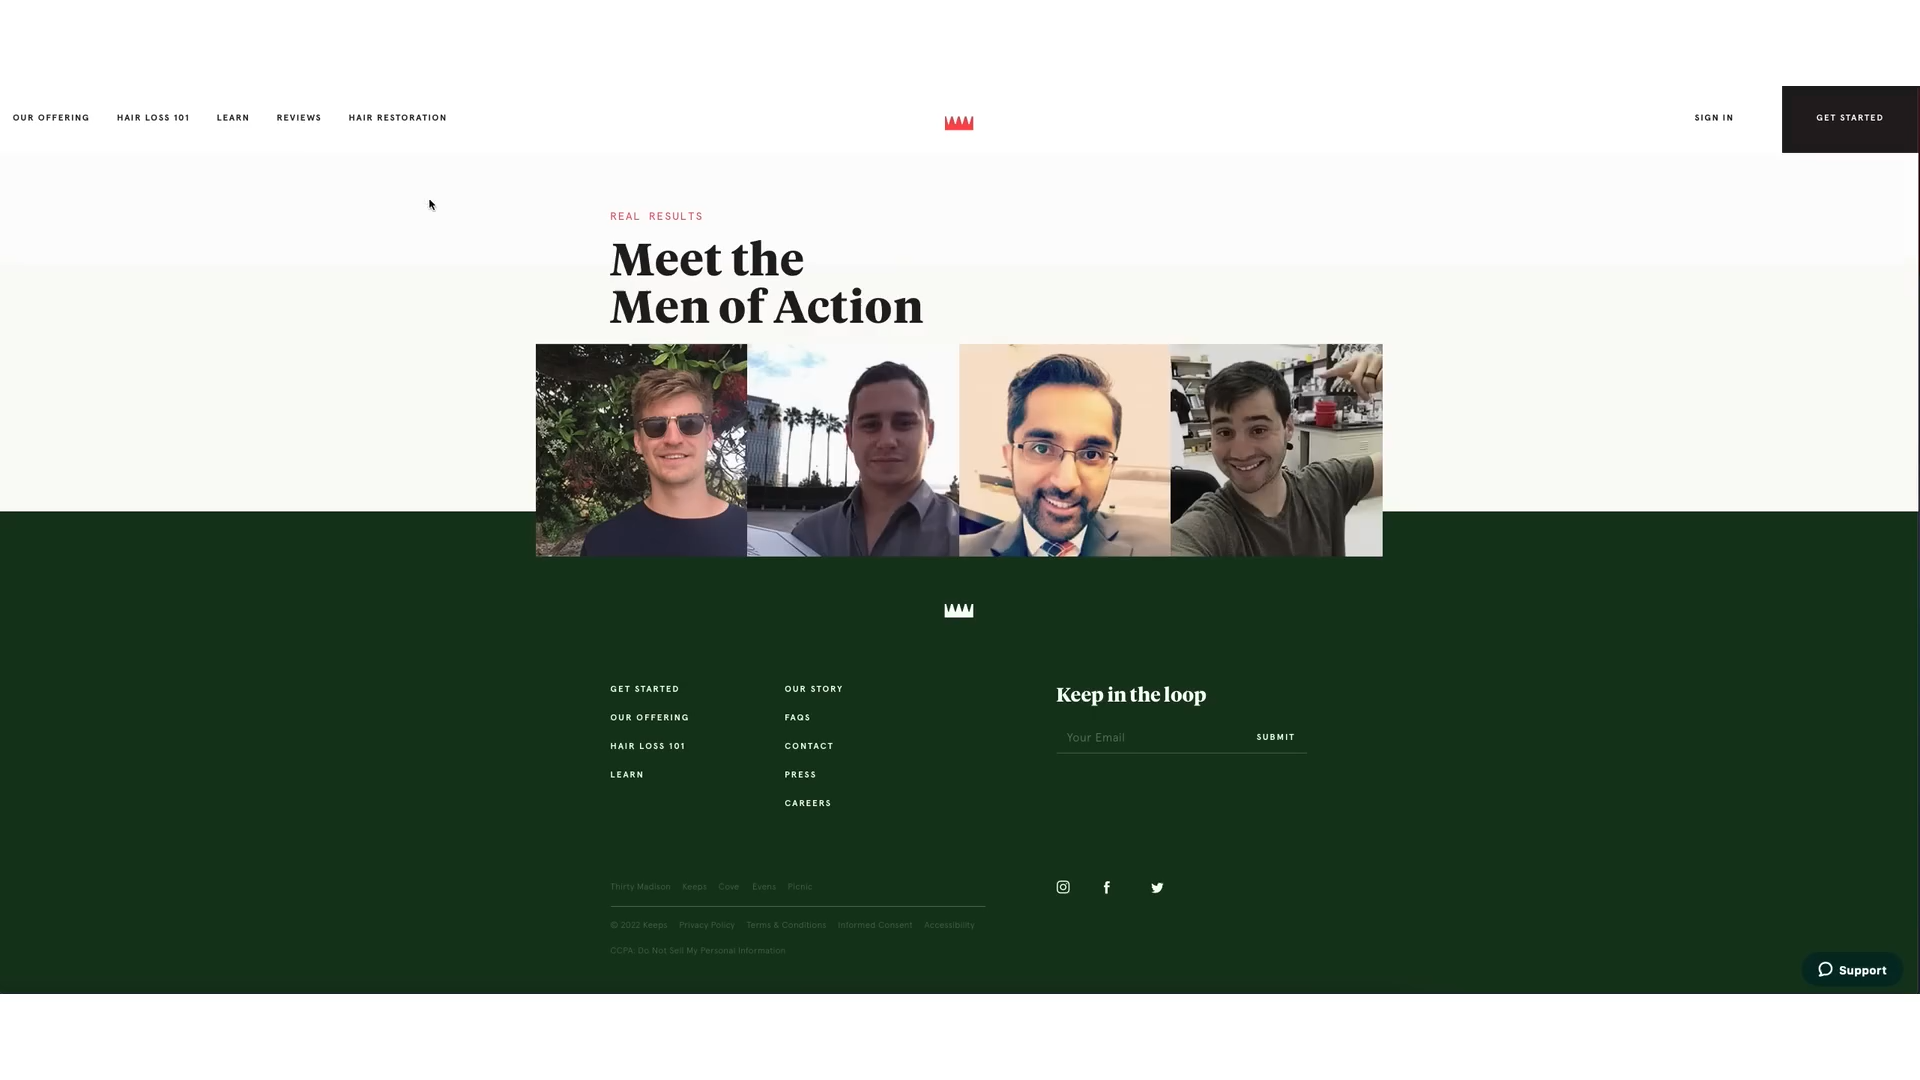 OUR OFFERING HAIR LOSS 101 LEARN REVIEWS HAIR RESTORATION SIGN IN GET STARTED
REAL RESULTS
Meet the
Men of Action
GET STARTED
OUR OFFERING
HAIR LOSS 101
LEARN
OUR STORY
FAQS
CONTACT
PRESS
CAREERS
Keep in the loop
Your Email SUBMIT
Thirty Madison Keeps Cove Evens Picnic
© 2022 Keeps Privacy Policy Terms & Conditions Informed Consent Accessibility
CCPA: Do Not Sell My Personal Information
Support